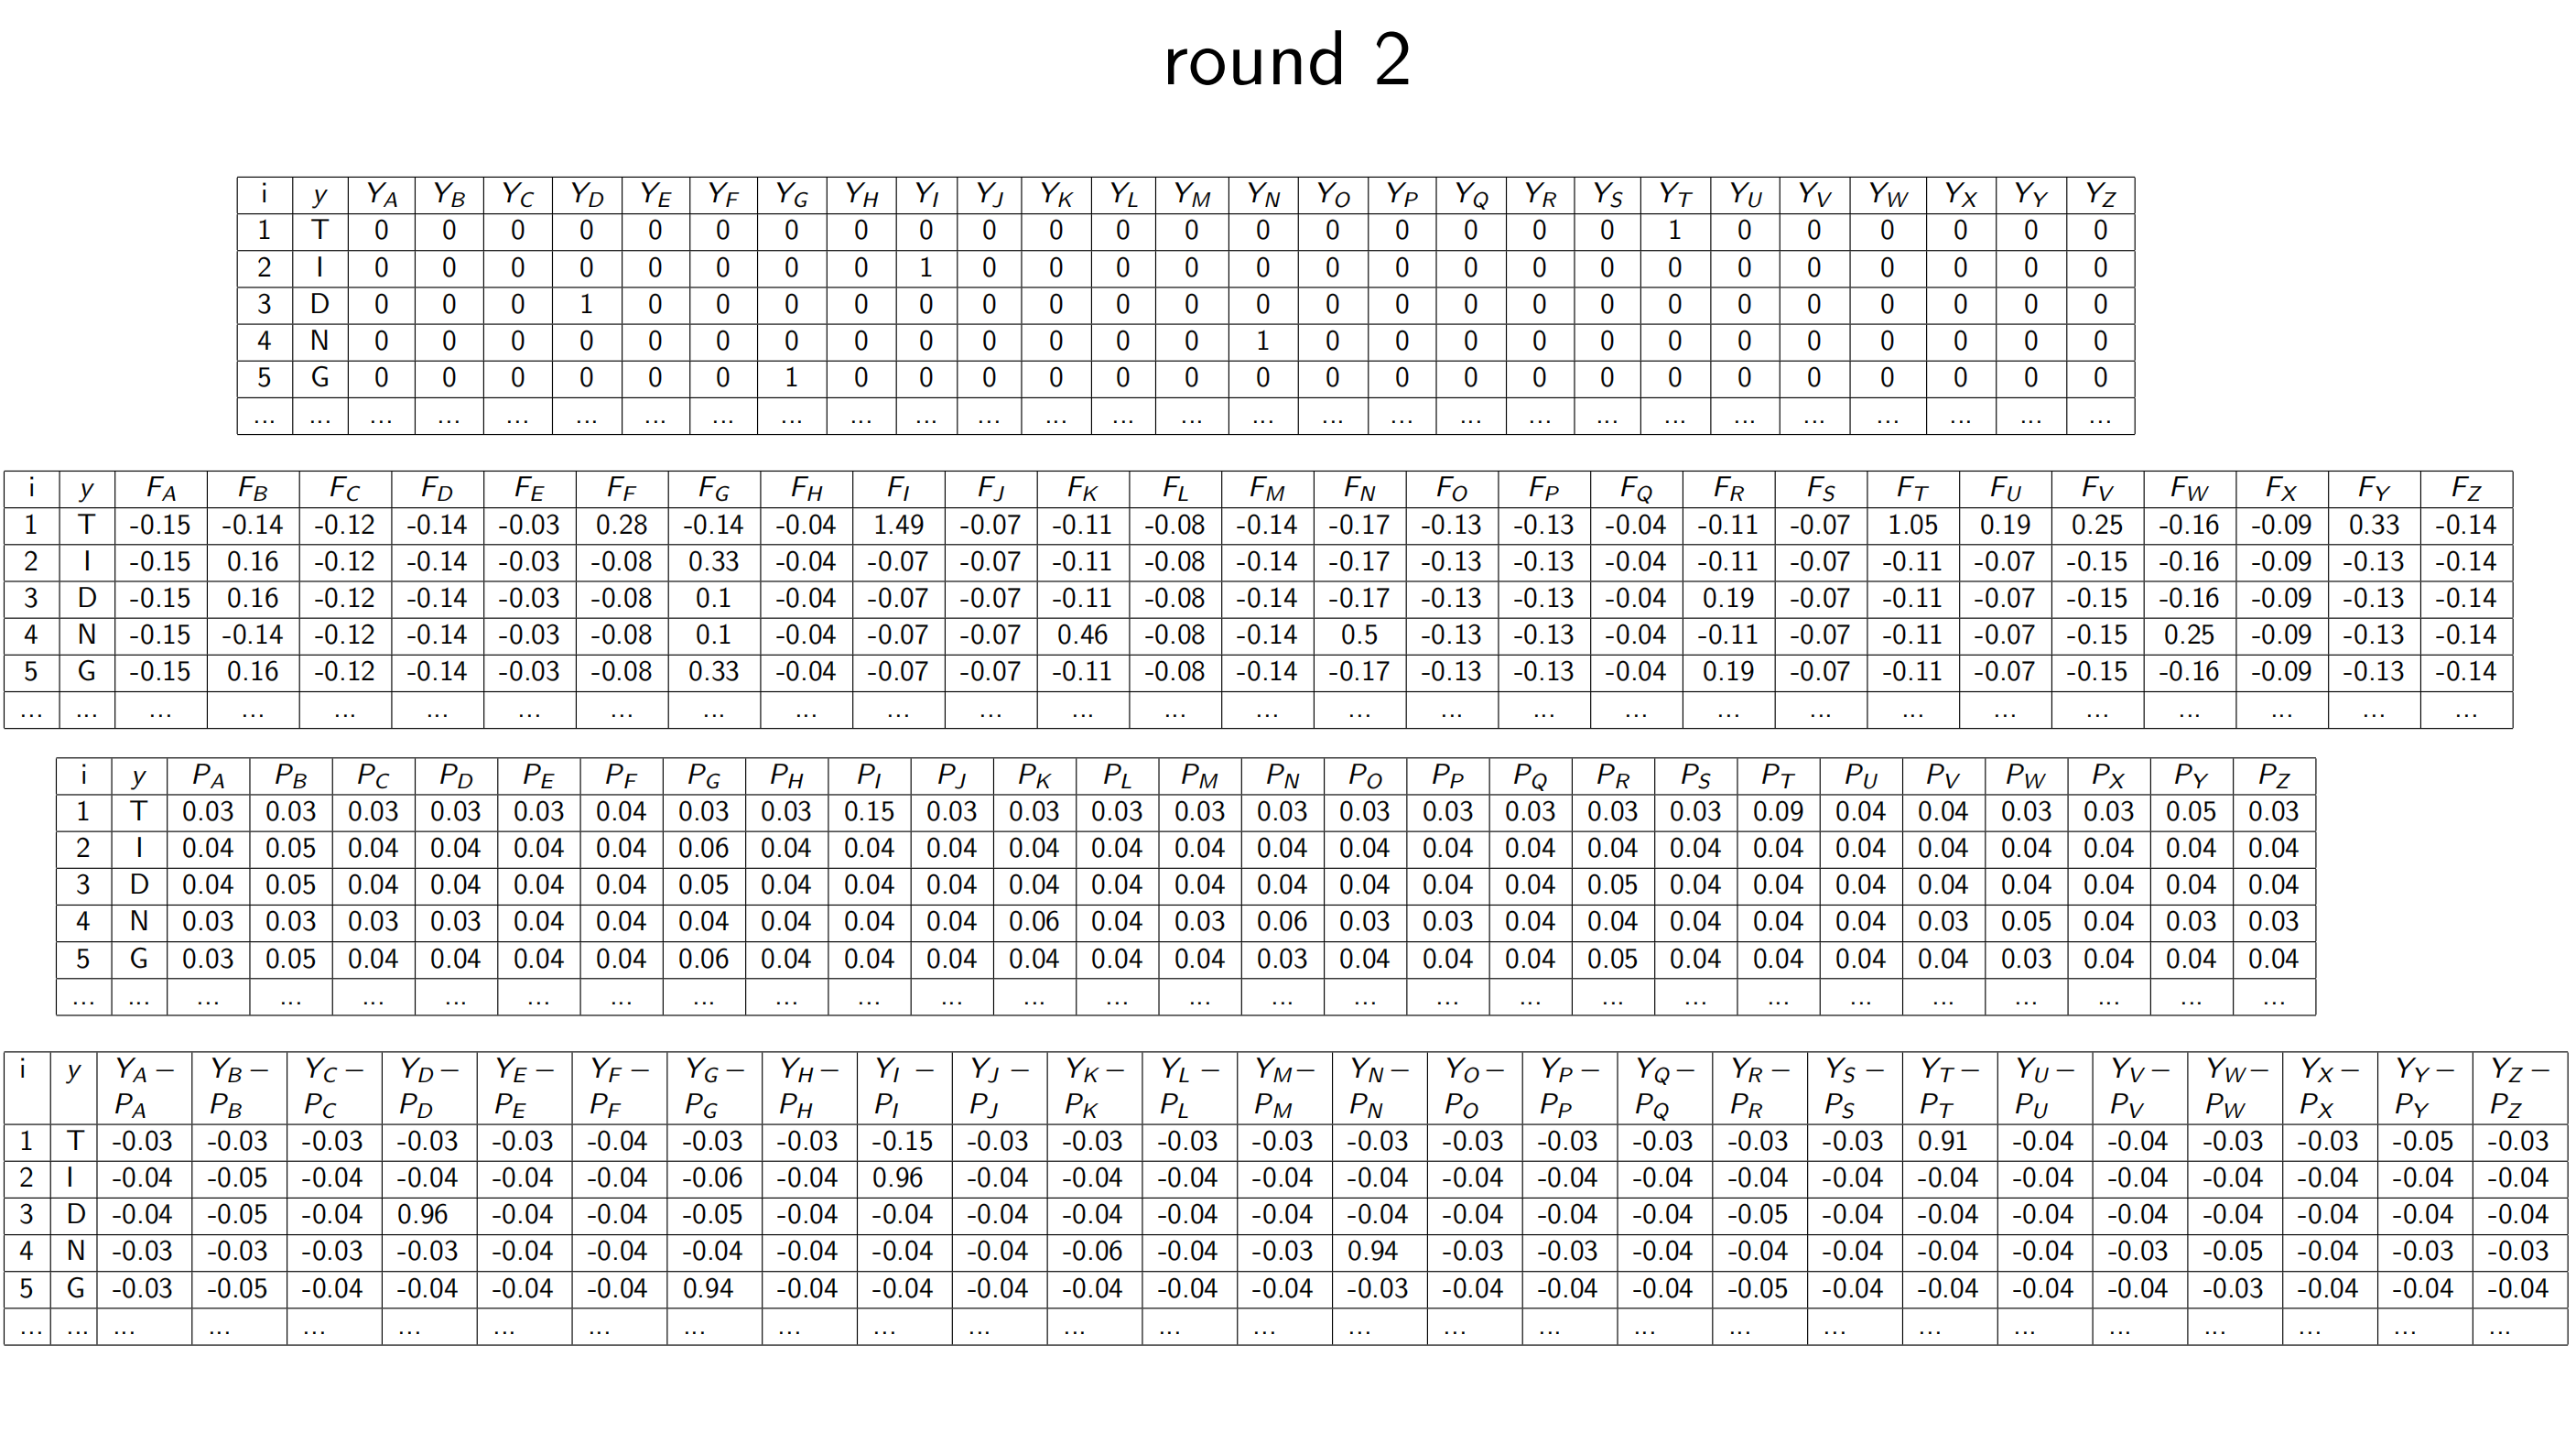 round 2
i y Y_A Y_B Y_C Y_D Y_E Y_F Y_G Y_H Y_I Y_J Y_K Y_L Y_M Y_N Y_O Y_P Y_Q Y_R Y_S Y_T Y_U Y_V Y_W Y_X Y_Y Y_Z
1 T 0 0 0 0 0 0 0 0 0 0 0 0 0 0 0 0 0 0 0 1 0 0 0 0 0 0
2 I 0 0 0 0 0 0 0 0 1 0 0 0 0 0 0 0 0 0 0 0 0 0 0 0 0 0
3 D 0 0 0 1 0 0 0 0 0 0 0 0 0 0 0 0 0 0 0 0 0 0 0 0 0 0
4 N 0 0 0 0 0 0 0 0 0 0 0 0 0 1 0 0 0 0 0 0 0 0 0 0 0 0
5 G 0 0 0 0 0 0 1 0 0 0 0 0 0 0 0 0 0 0 0 0 0 0 0 0 0 0
... ... ... ... ... ... ... ... ... ... ... ... ... ... ... ... ... ... ... ... ... ... ... ... ... ... ... ...
i y F_A F_B F_C F_D F_E F_F F_G F_H F_I F_J F_K F_L F_M F_N F_O F_P F_Q F_R F_S F_T F_U F_V F_W F_X F_Y F_Z
1 T -0.15 -0.14 -0.12 -0.14 -0.03 0.28 -0.14 -0.04 1.49 -0.07 -0.11 -0.08 -0.14 -0.17 -0.13 -0.13 -0.04 -0.11 -0.07 1.05 0.19 0.25 -0.16 -0.09 0.33 -0.14
2 I -0.15 0.16 -0.12 -0.14 -0.03 -0.08 0.33 -0.04 -0.07 -0.07 -0.11 -0.08 -0.14 -0.17 -0.13 -0.13 -0.04 -0.11 -0.07 -0.11 -0.07 -0.15 -0.16 -0.09 -0.13 -0.14
3 D -0.15 0.16 -0.12 -0.14 -0.03 -0.08 0.1 -0.04 -0.07 -0.07 -0.11 -0.08 -0.14 -0.17 -0.13 -0.13 -0.04 0.19 -0.07 -0.11 -0.07 -0.15 -0.16 -0.09 -0.13 -0.14
4 N -0.15 -0.14 -0.12 -0.14 -0.03 -0.08 0.1 -0.04 -0.07 -0.07 0.46 -0.08 -0.14 0.5 -0.13 -0.13 -0.04 -0.11 -0.07 -0.11 -0.07 -0.15 0.25 -0.09 -0.13 -0.14
5 G -0.15 0.16 -0.12 -0.14 -0.03 -0.08 0.33 -0.04 -0.07 -0.07 -0.11 -0.08 -0.14 -0.17 -0.13 -0.13 -0.04 0.19 -0.07 -0.11 -0.07 -0.15 -0.16 -0.09 -0.13 -0.14
... ... ... ... ... ... ... ... ... ... ... ... ... ... ... ... ... ... ... ... ... ... ... ... ... ... ... ...
i y P_A P_B P_C P_D P_E P_F P_G P_H P_I P_J P_K P_L P_M P_N P_O P_P P_Q P_R P_S P_T P_U P_V P_W P_X P_Y P_Z
1 T 0.03 0.03 0.03 0.03 0.03 0.04 0.03 0.03 0.15 0.03 0.03 0.03 0.03 0.03 0.03 0.03 0.03 0.03 0.03 0.09 0.04 0.04 0.03 0.03 0.05 0.03
2 I 0.04 0.05 0.04 0.04 0.04 0.04 0.06 0.04 0.04 0.04 0.04 0.04 0.04 0.04 0.04 0.04 0.04 0.04 0.04 0.04 0.04 0.04 0.04 0.04 0.04 0.04
3 D 0.04 0.05 0.04 0.04 0.04 0.04 0.05 0.04 0.04 0.04 0.04 0.04 0.04 0.04 0.04 0.04 0.04 0.05 0.04 0.04 0.04 0.04 0.04 0.04 0.04 0.04
4 N 0.03 0.03 0.03 0.03 0.04 0.04 0.04 0.04 0.04 0.04 0.06 0.04 0.03 0.06 0.03 0.03 0.04 0.04 0.04 0.04 0.04 0.03 0.05 0.04 0.03 0.03
5 G 0.03 0.05 0.04 0.04 0.04 0.04 0.06 0.04 0.04 0.04 0.04 0.04 0.04 0.03 0.04 0.04 0.04 0.05 0.04 0.04 0.04 0.04 0.03 0.04 0.04 0.04
... ... ... ... ... ... ... ... ... ... ... ... ... ... ... ... ... ... ... ... ... ... ... ... ... ... ... ...
i y Y_A − Y_B − Y_C − Y_D − Y_E − Y_F − Y_G − Y_H − Y_I − Y_J − Y_K − Y_L − Y_M − Y_N − Y_O − Y_P − Y_Q − Y_R − Y_S − Y_T − Y_U − Y_V − Y_W − Y_X − Y_Y − Y_Z −
P_A P_B P_C P_D P_E P_F P_G P_H P_I P_J P_K P_L P_M P_N P_O P_P P_Q P_R P_S P_T P_U P_V P_W P_X P_Y P_Z
1 T -0.03 -0.03 -0.03 -0.03 -0.03 -0.04 -0.03 -0.03 -0.15 -0.03 -0.03 -0.03 -0.03 -0.03 -0.03 -0.03 -0.03 -0.03 -0.03 0.91 -0.04 -0.04 -0.03 -0.03 -0.05 -0.03
2 I -0.04 -0.05 -0.04 -0.04 -0.04 -0.04 -0.06 -0.04 0.96 -0.04 -0.04 -0.04 -0.04 -0.04 -0.04 -0.04 -0.04 -0.04 -0.04 -0.04 -0.04 -0.04 -0.04 -0.04 -0.04 -0.04
3 D -0.04 -0.05 -0.04 0.96 -0.04 -0.04 -0.05 -0.04 -0.04 -0.04 -0.04 -0.04 -0.04 -0.04 -0.04 -0.04 -0.04 -0.05 -0.04 -0.04 -0.04 -0.04 -0.04 -0.04 -0.04 -0.04
4 N -0.03 -0.03 -0.03 -0.03 -0.04 -0.04 -0.04 -0.04 -0.04 -0.04 -0.06 -0.04 -0.03 0.94 -0.03 -0.03 -0.04 -0.04 -0.04 -0.04 -0.04 -0.03 -0.05 -0.04 -0.03 -0.03
5 G -0.03 -0.05 -0.04 -0.04 -0.04 -0.04 0.94 -0.04 -0.04 -0.04 -0.04 -0.04 -0.04 -0.03 -0.04 -0.04 -0.04 -0.05 -0.04 -0.04 -0.04 -0.04 -0.03 -0.04 -0.04 -0.04
... ... ... ... ... ... ... ... ... ... ... ... ... ... ... ... ... ... ... ... ... ... ... ... ... ... ... ...